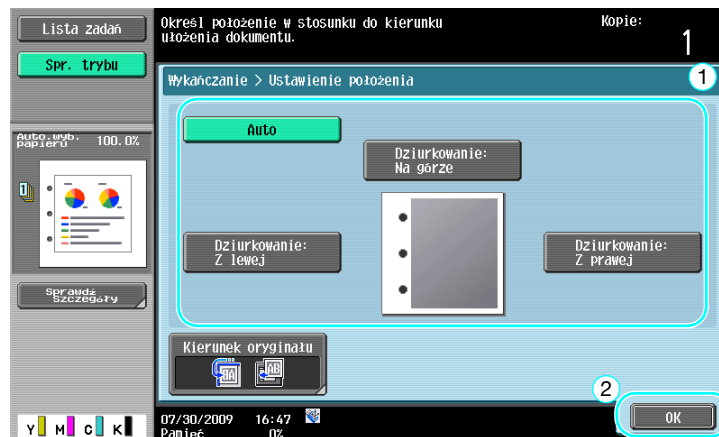 Lista zadań
Spr. trybu
Określ położenie w stosunku do kierunku
ułożenia dokumentu.
Kopie:
1
Wykańczanie > Ustawienie położenia
1
Auto.wyb.
papieru
100.0%
Auto
Dziurkowanie:
Na górze
Dziurkowanie:
Z lewej
Dziurkowanie:
Z prawej
Sprawdź
Szczegóły
Kierunek oryginału
AB
AB
2
OK
Y M C K
07/30/2009 16:47
Pamięć 0%